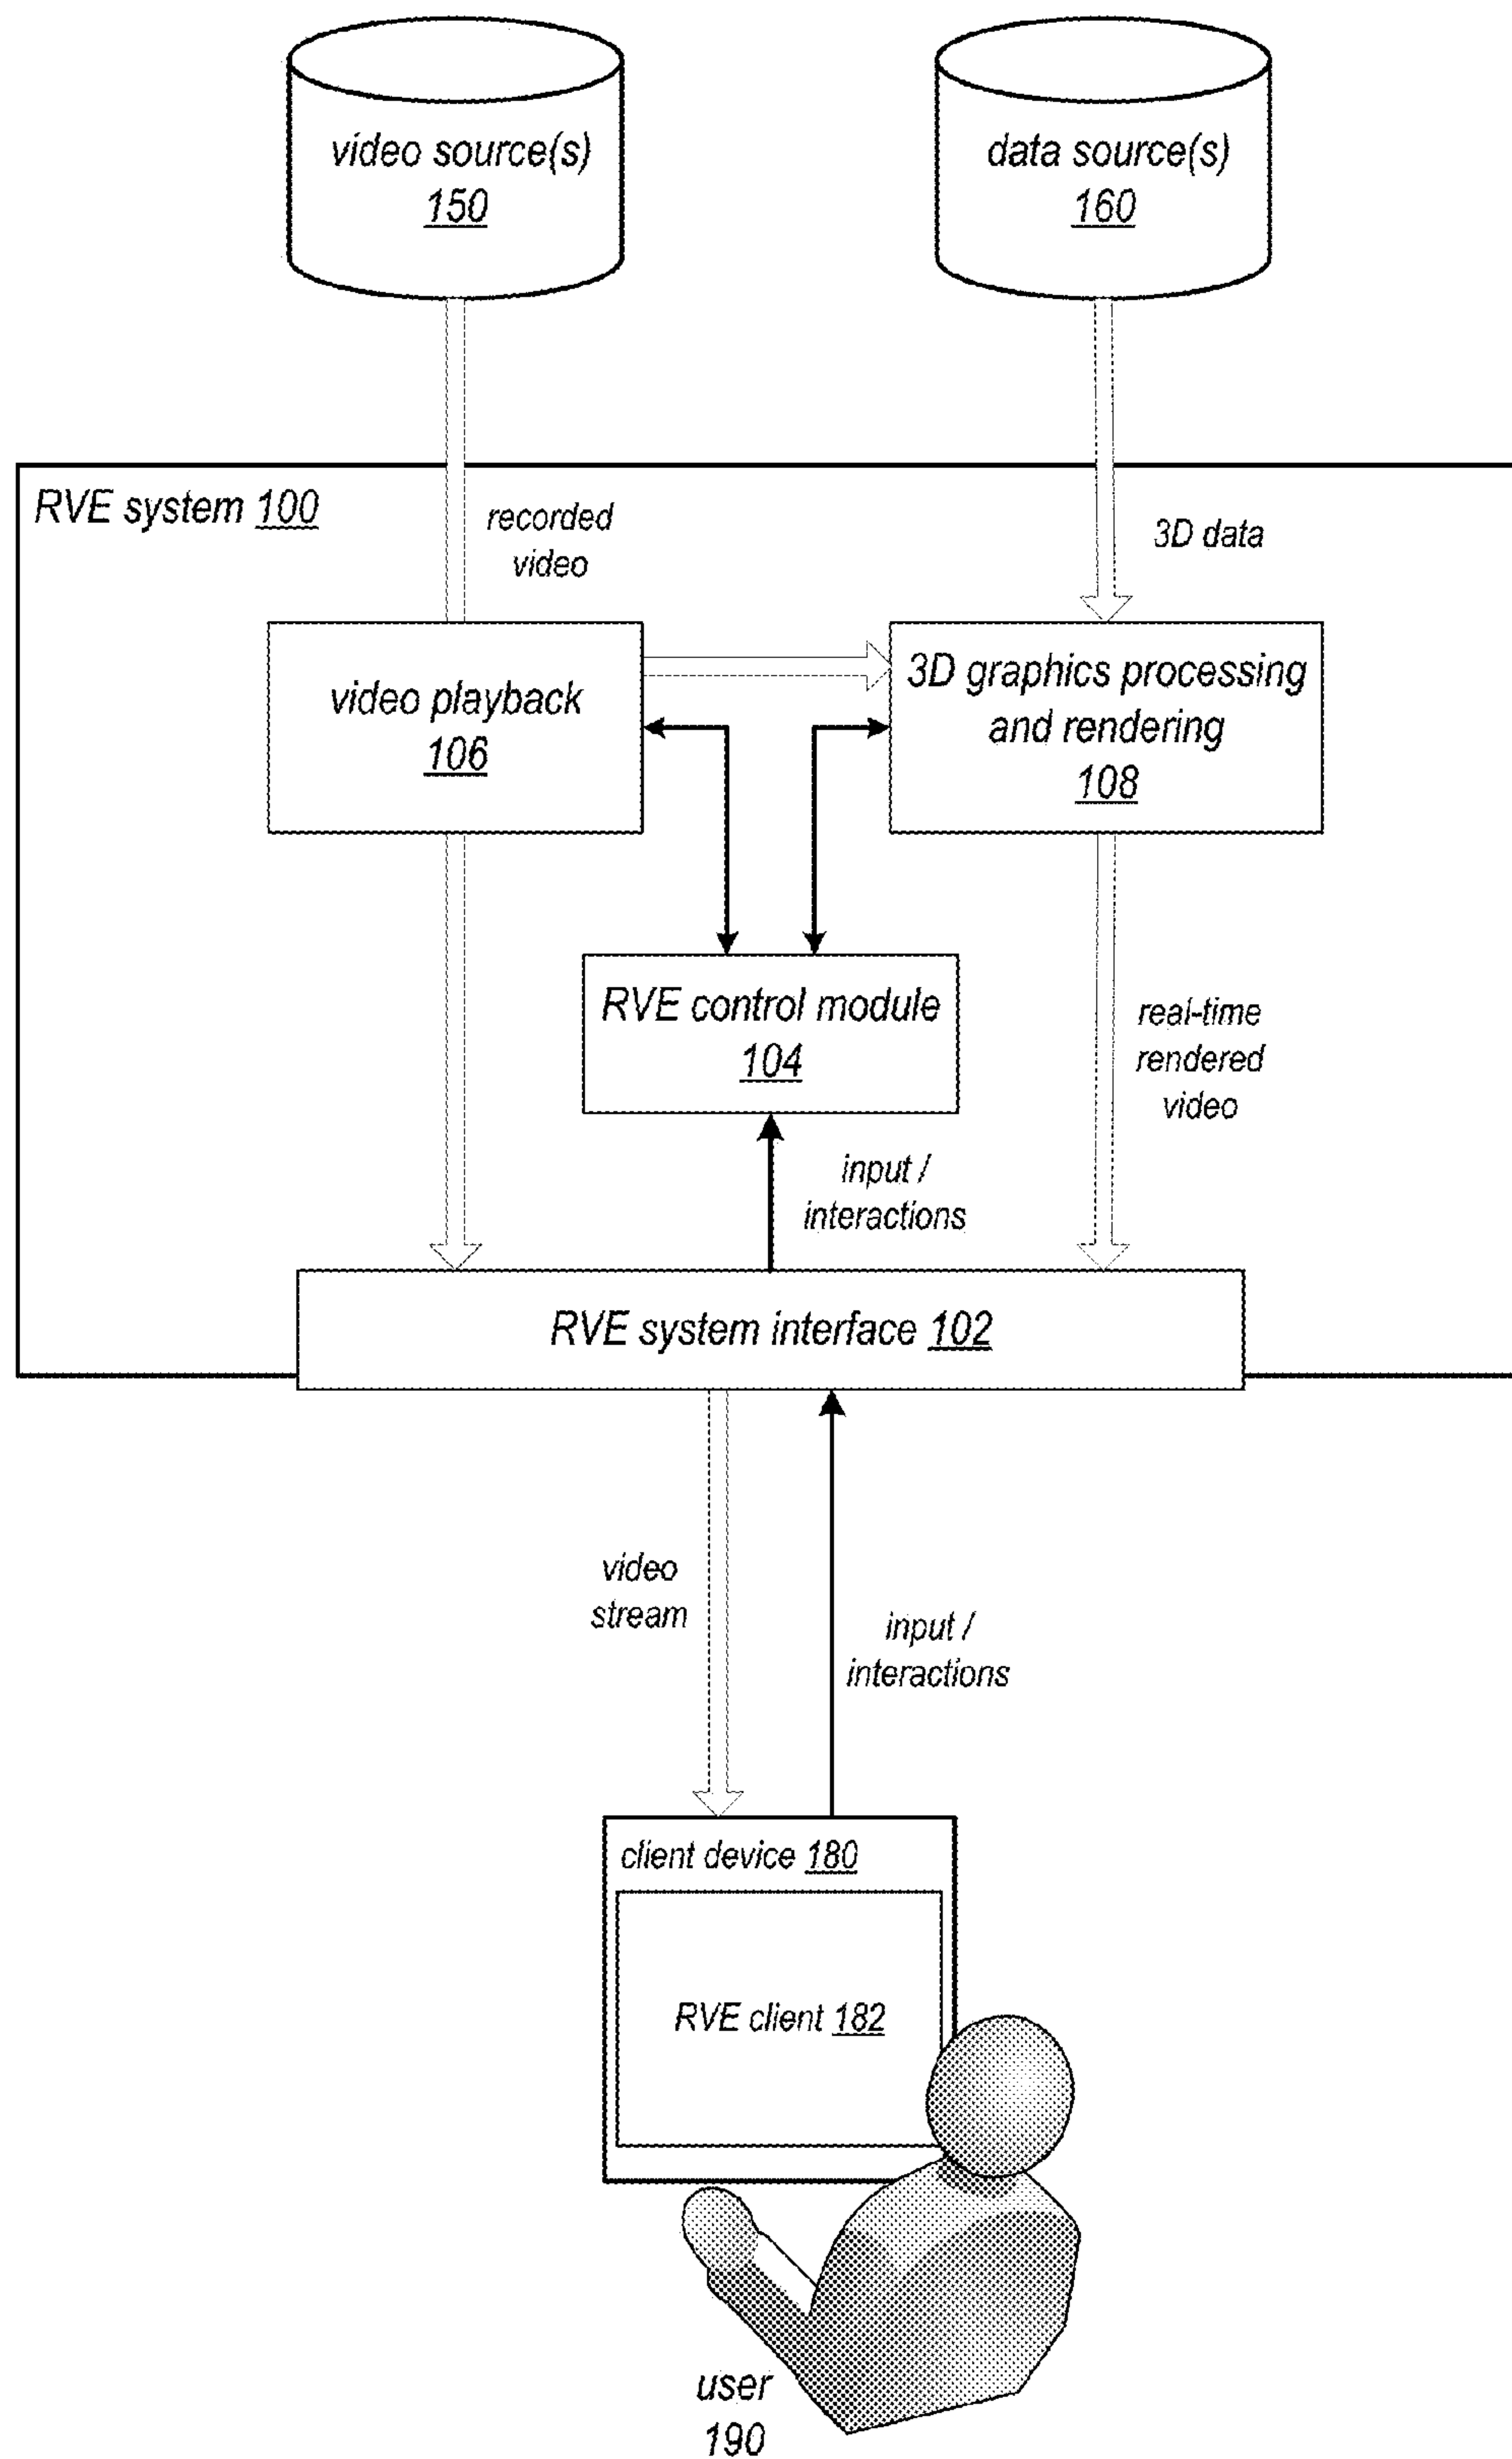 video source(s)
150
data source(s)
160
RVE system 100
recorded
video
3D data
video playback
106
3D graphics processing
and rendering
108
RVE control module
104
real-time
rendered
video
input /
interactions
RVE system interface 102
video
stream
input /
interactions
client device 180
RVE client 182
user
190